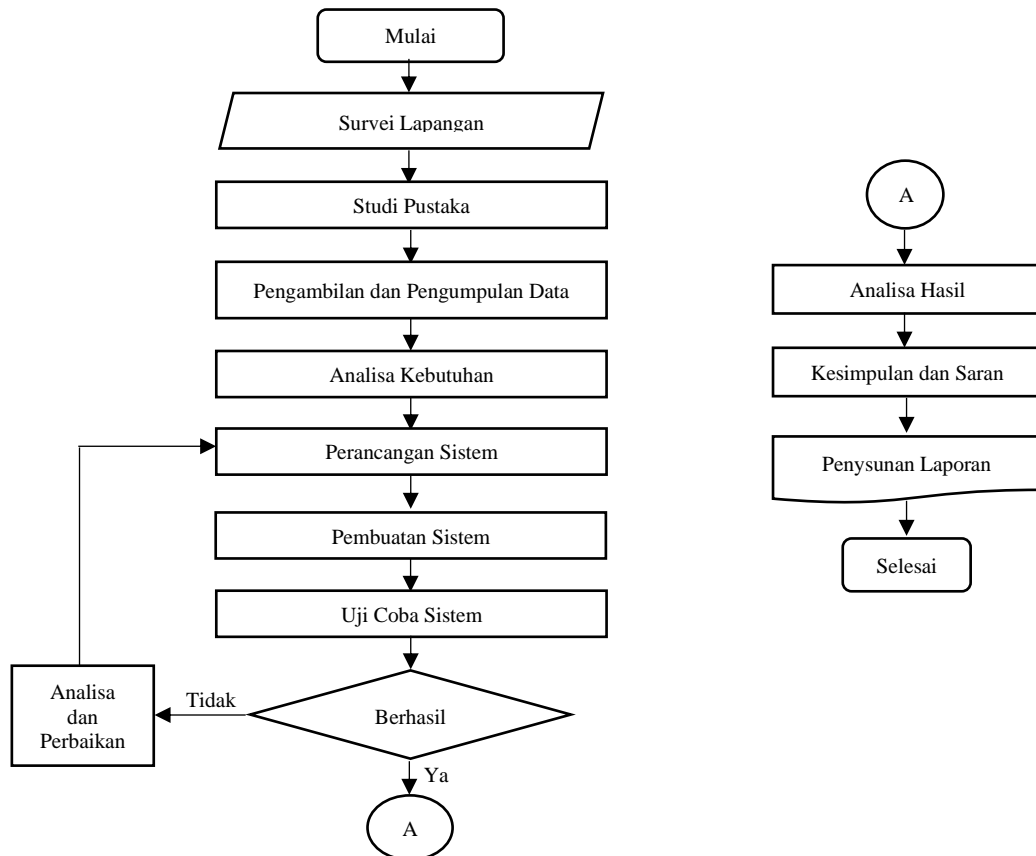 Mulai
Survei Lapangan
Studi Pustaka
Pengambilan dan Pengumpulan Data
Analisa Kebutuhan
Perancangan Sistem
Pembuatan Sistem
Uji Coba Sistem
Analisa
dan
Perbaikan
Tidak
Berhasil
Ya
A
A
Analisa Hasil
Kesimpulan dan Saran
Penysunan Laporan
Selesai